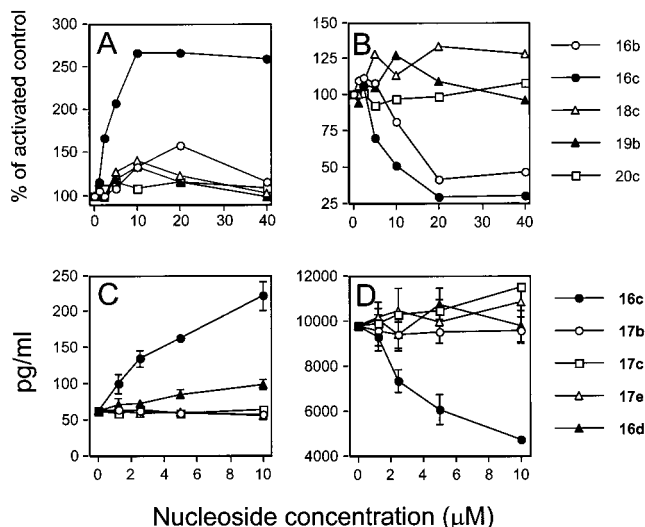 A
B
% of activated control
300
250
200
150
100
0 10 20 30 40
150
125
100
75
50
25
0 10 20 30 40
16b
16c
18c
19b
20c
C
D
pg/ml
250
200
150
100
50
0
0 2 4 6 8 10
12000
10000
8000
6000
4000
0 2 4 6 8 10
16c
17b
17c
17e
16d
Nucleoside concentration (μM)